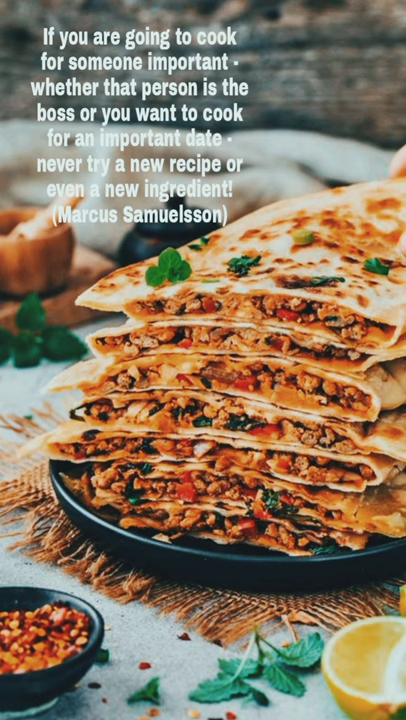 If you are going to cook
for someone important -
whether that person is the
boss or you want to cook
for an important date -
never try a new recipe or
even a new ingredient!
(Marcus Samuelsson)